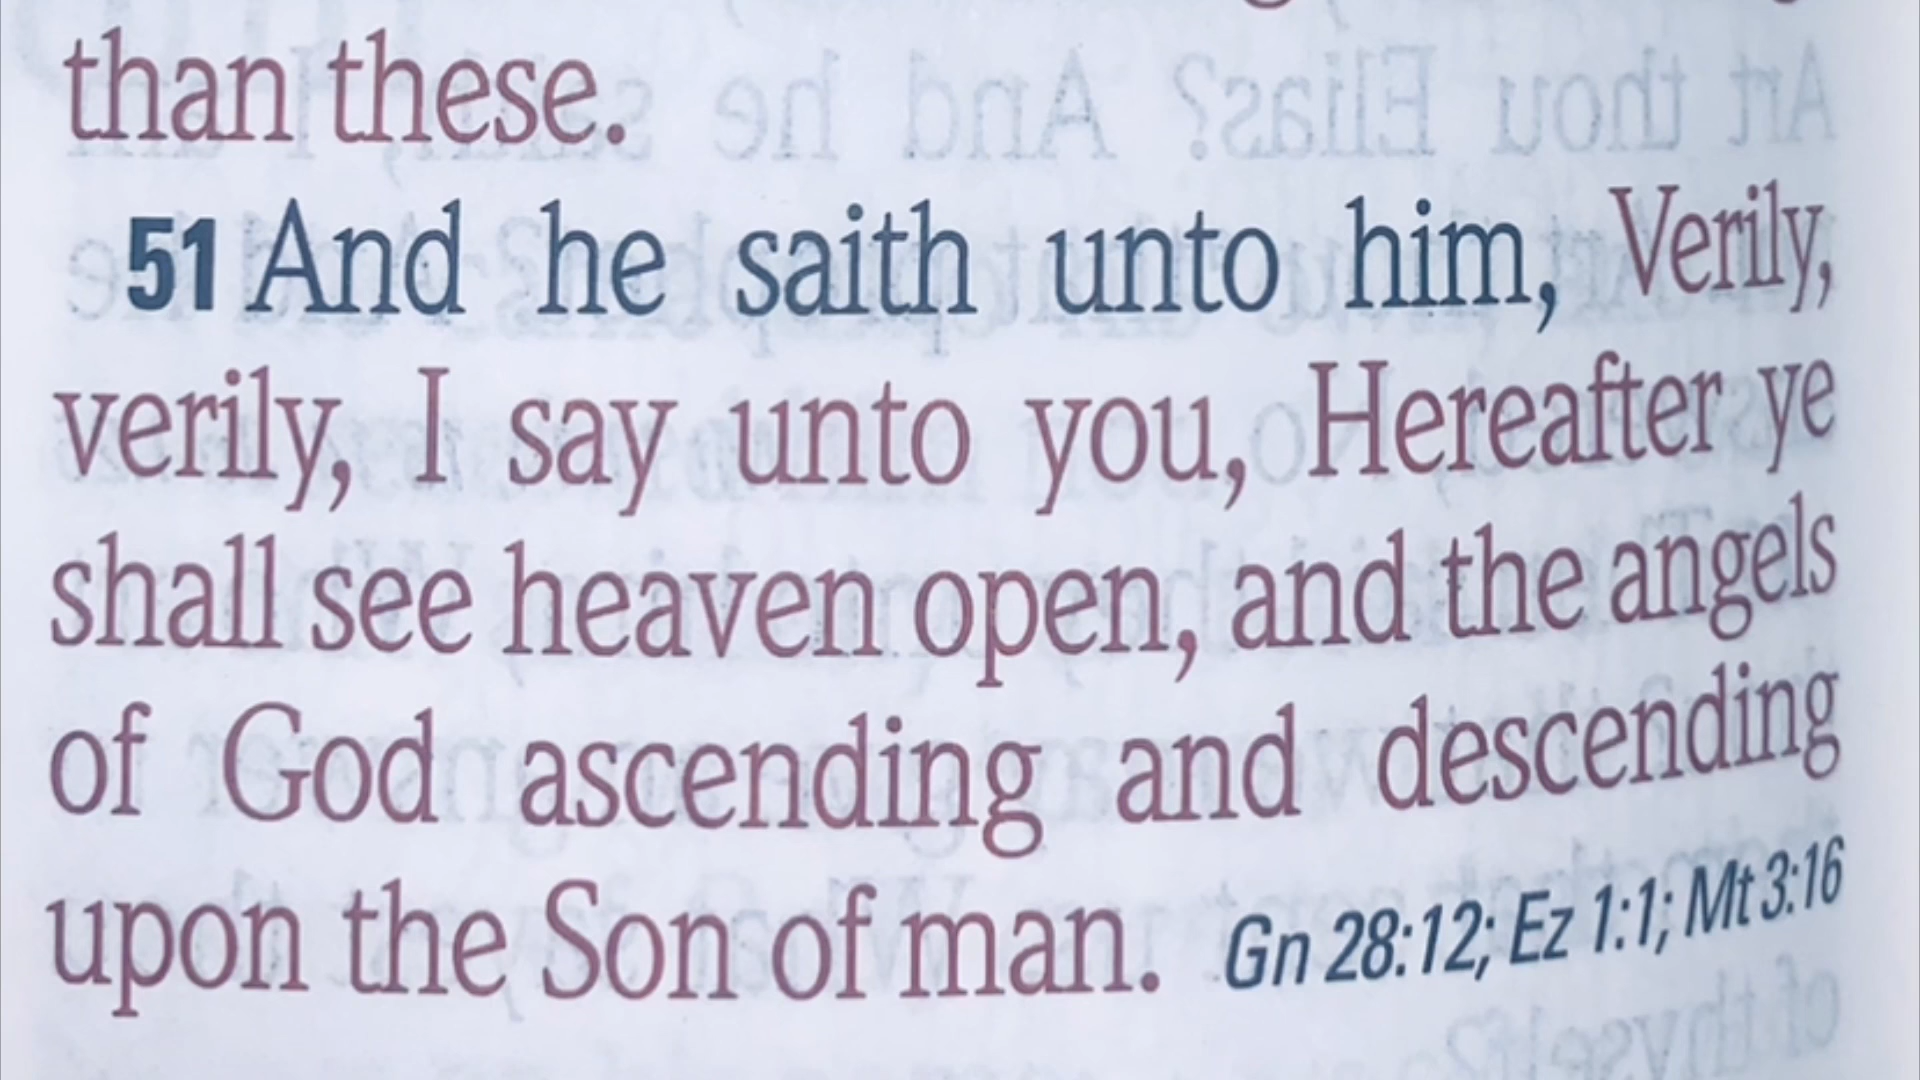 than these.
51 And he saith unto him, Verily,
verily, I say unto you, Hereafter ye
shall see heaven open, and the angels
of God ascending and descending
upon the Son of man. Gn 28:12; Ez 1:1; Mt 3:16